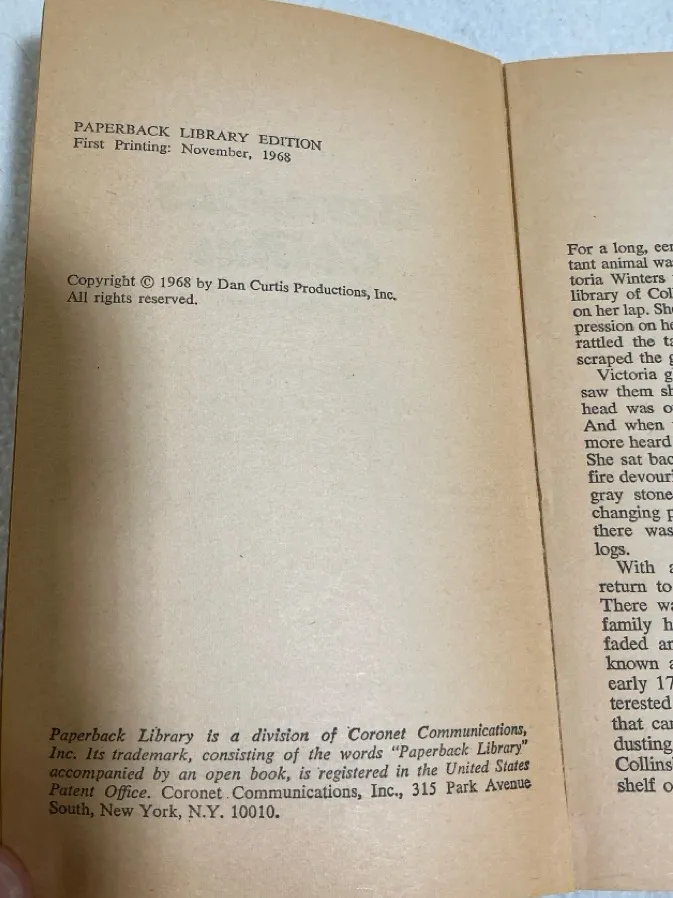 PAPERBACK LIBRARY EDITION
First Printing: November, 1968
Copyright © 1968 by Dan Curtis Productions, Inc.
All rights reserved.
Paperback Library is a division of Coronet Communications,
Inc. Its trademark, consisting of the words "Paperback Library"
accompanied by an open book, is registered in the United States
Patent Office. Coronet Communications, Inc., 315 Park Avenue
South, New York, N.Y. 10010.
For a long,
tant animal
toria Winters
library of
on her lap.
pression on
rattled the
scraped the
Victoria
saw them
head was
And when
more heard
She sat
fire
gray stone
changing
there was
logs.
With
return to
There
family
faded
known
early
terested
that
dusting
shelf